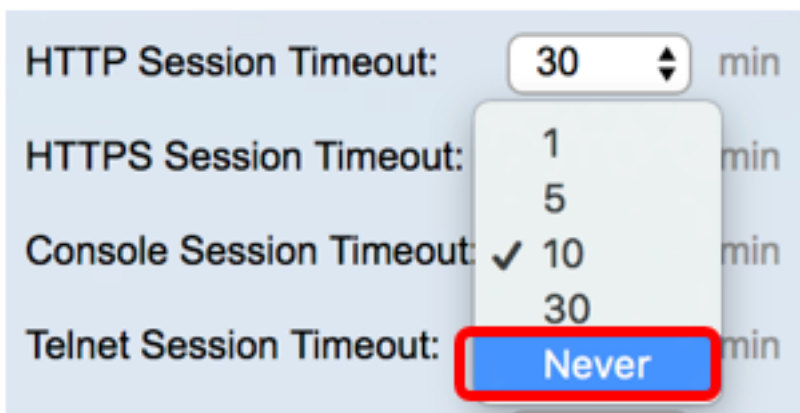 HTTP Session Timeout: 30 min
1
HTTPS Session Timeout: min
5
Console Session Timeout: ✓ 10 min
30
Telnet Session Timeout: min
Never